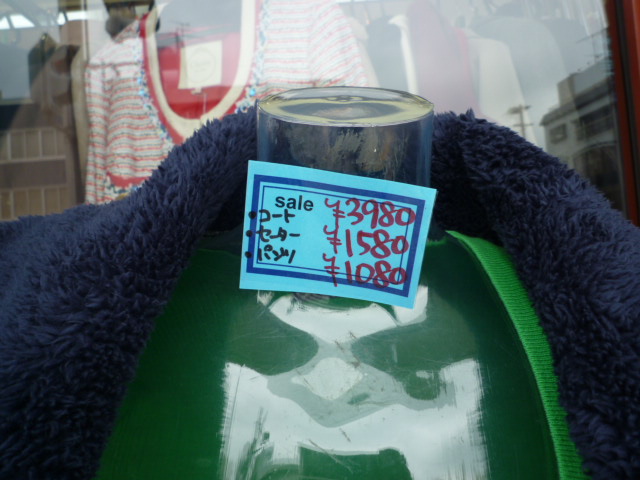 sale
・コート ¥3980
・セーター ¥1580
・パンツ ¥1080